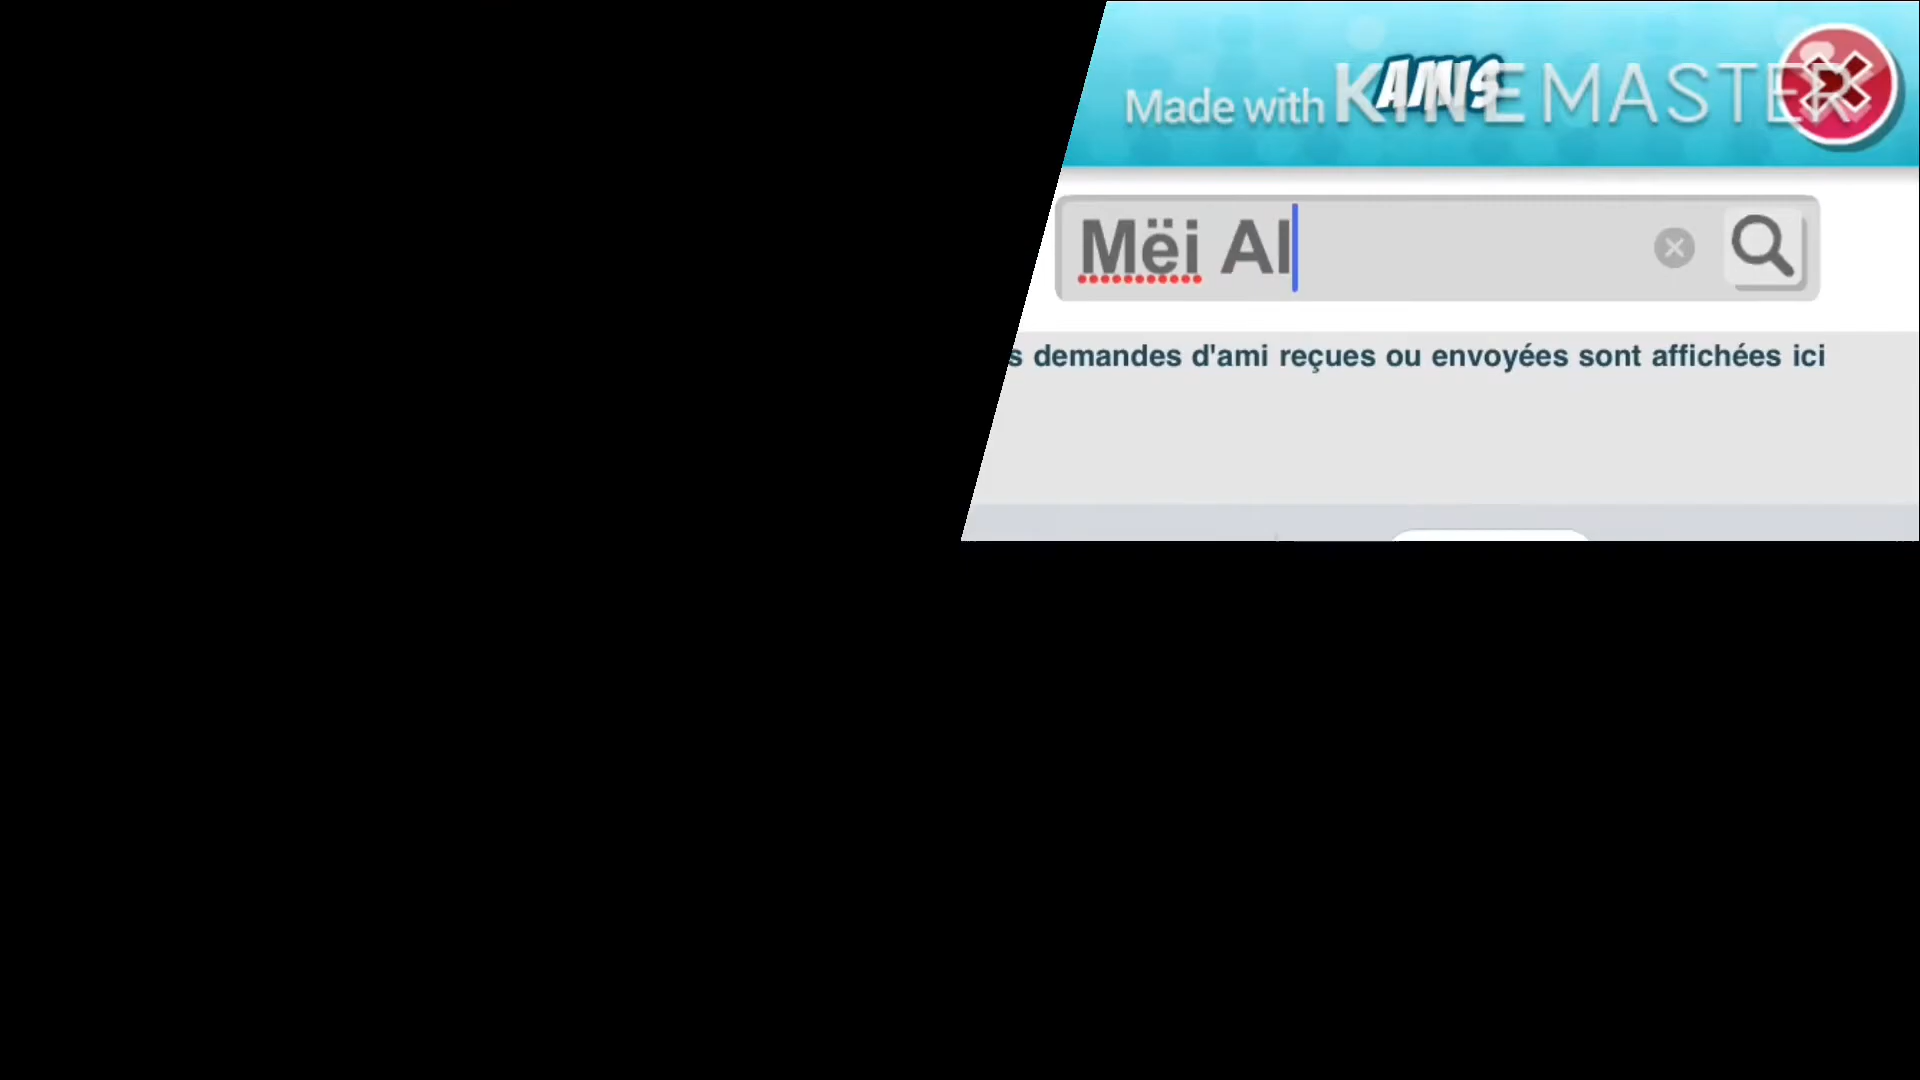 AMIS
Made with KINEMASTER
Mëi Al
s demandes d'ami reçues ou envoyées sont affichées ici